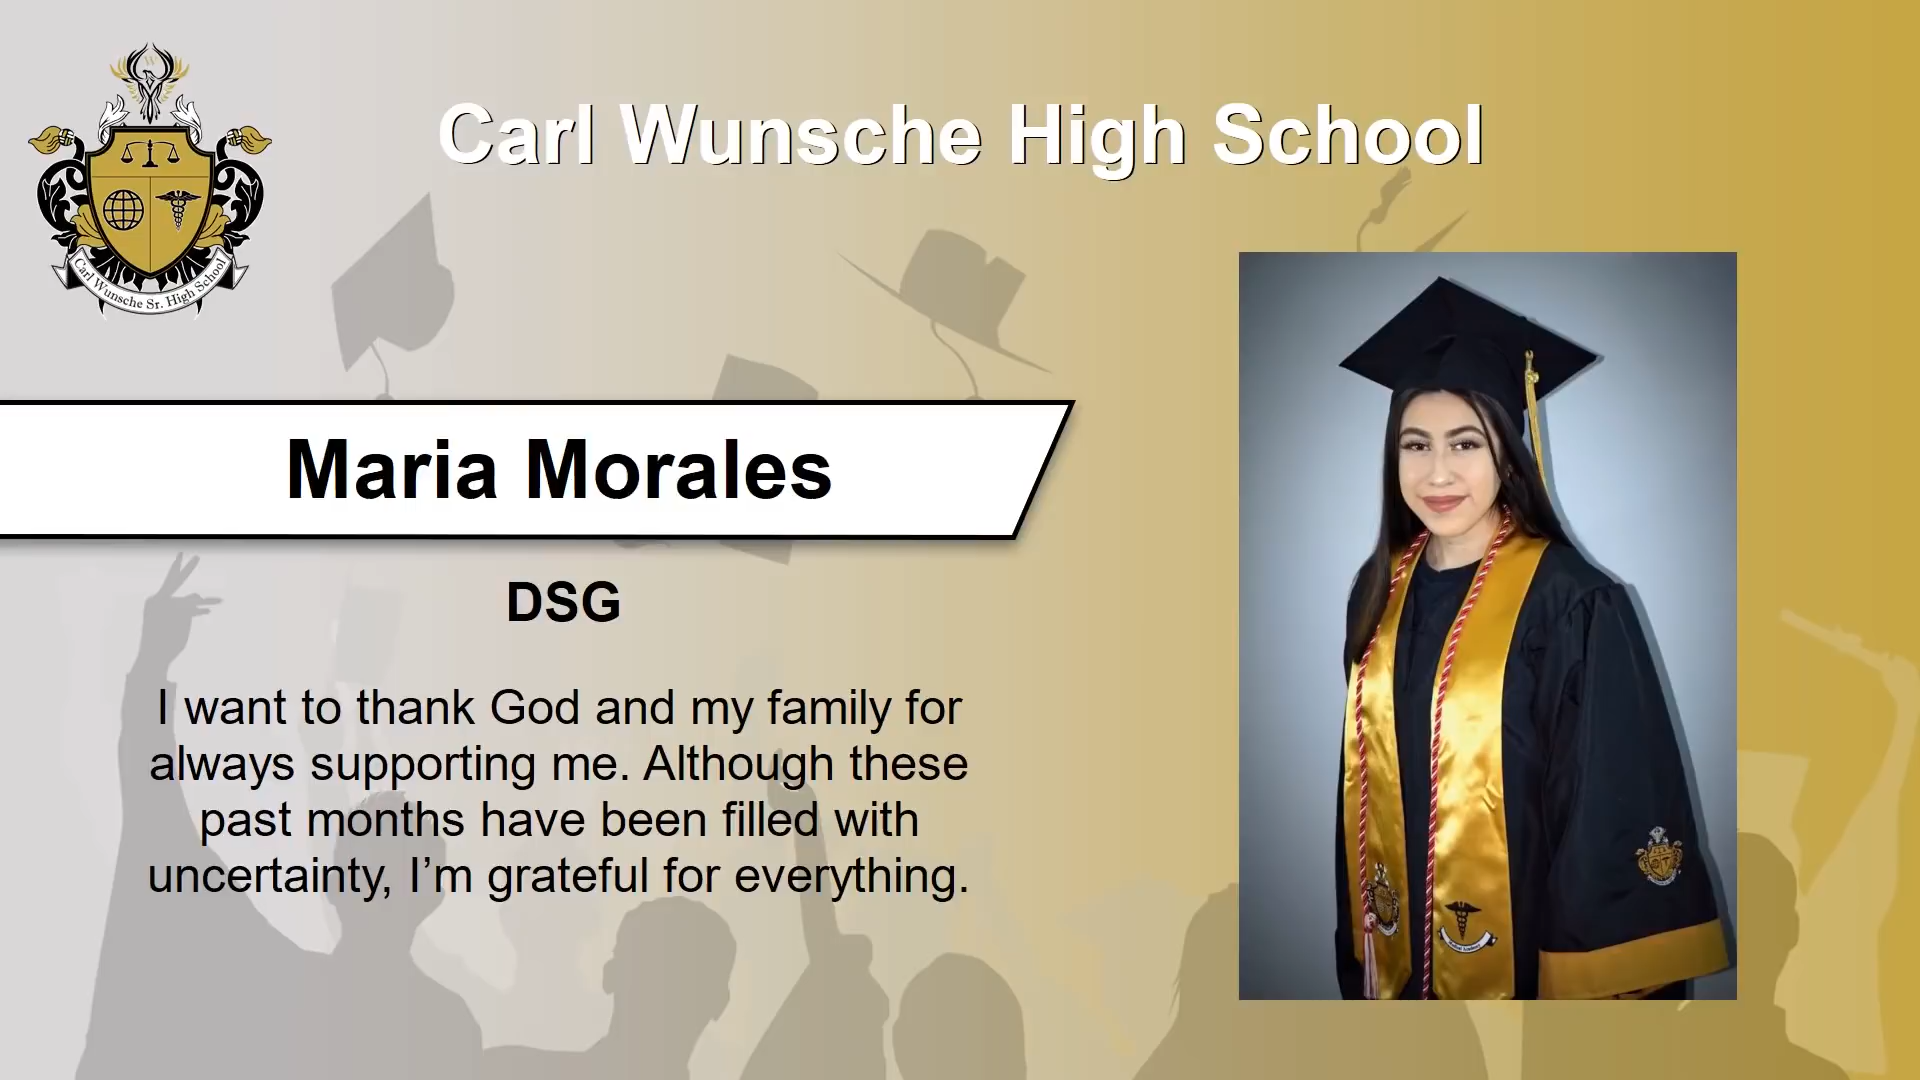 W
Carl Wunsche Sr. High School
Carl Wunsche High School
Maria Morales
DSG
I want to thank God and my family for
always supporting me. Although these
past months have been filled with
uncertainty, I’m grateful for everything.